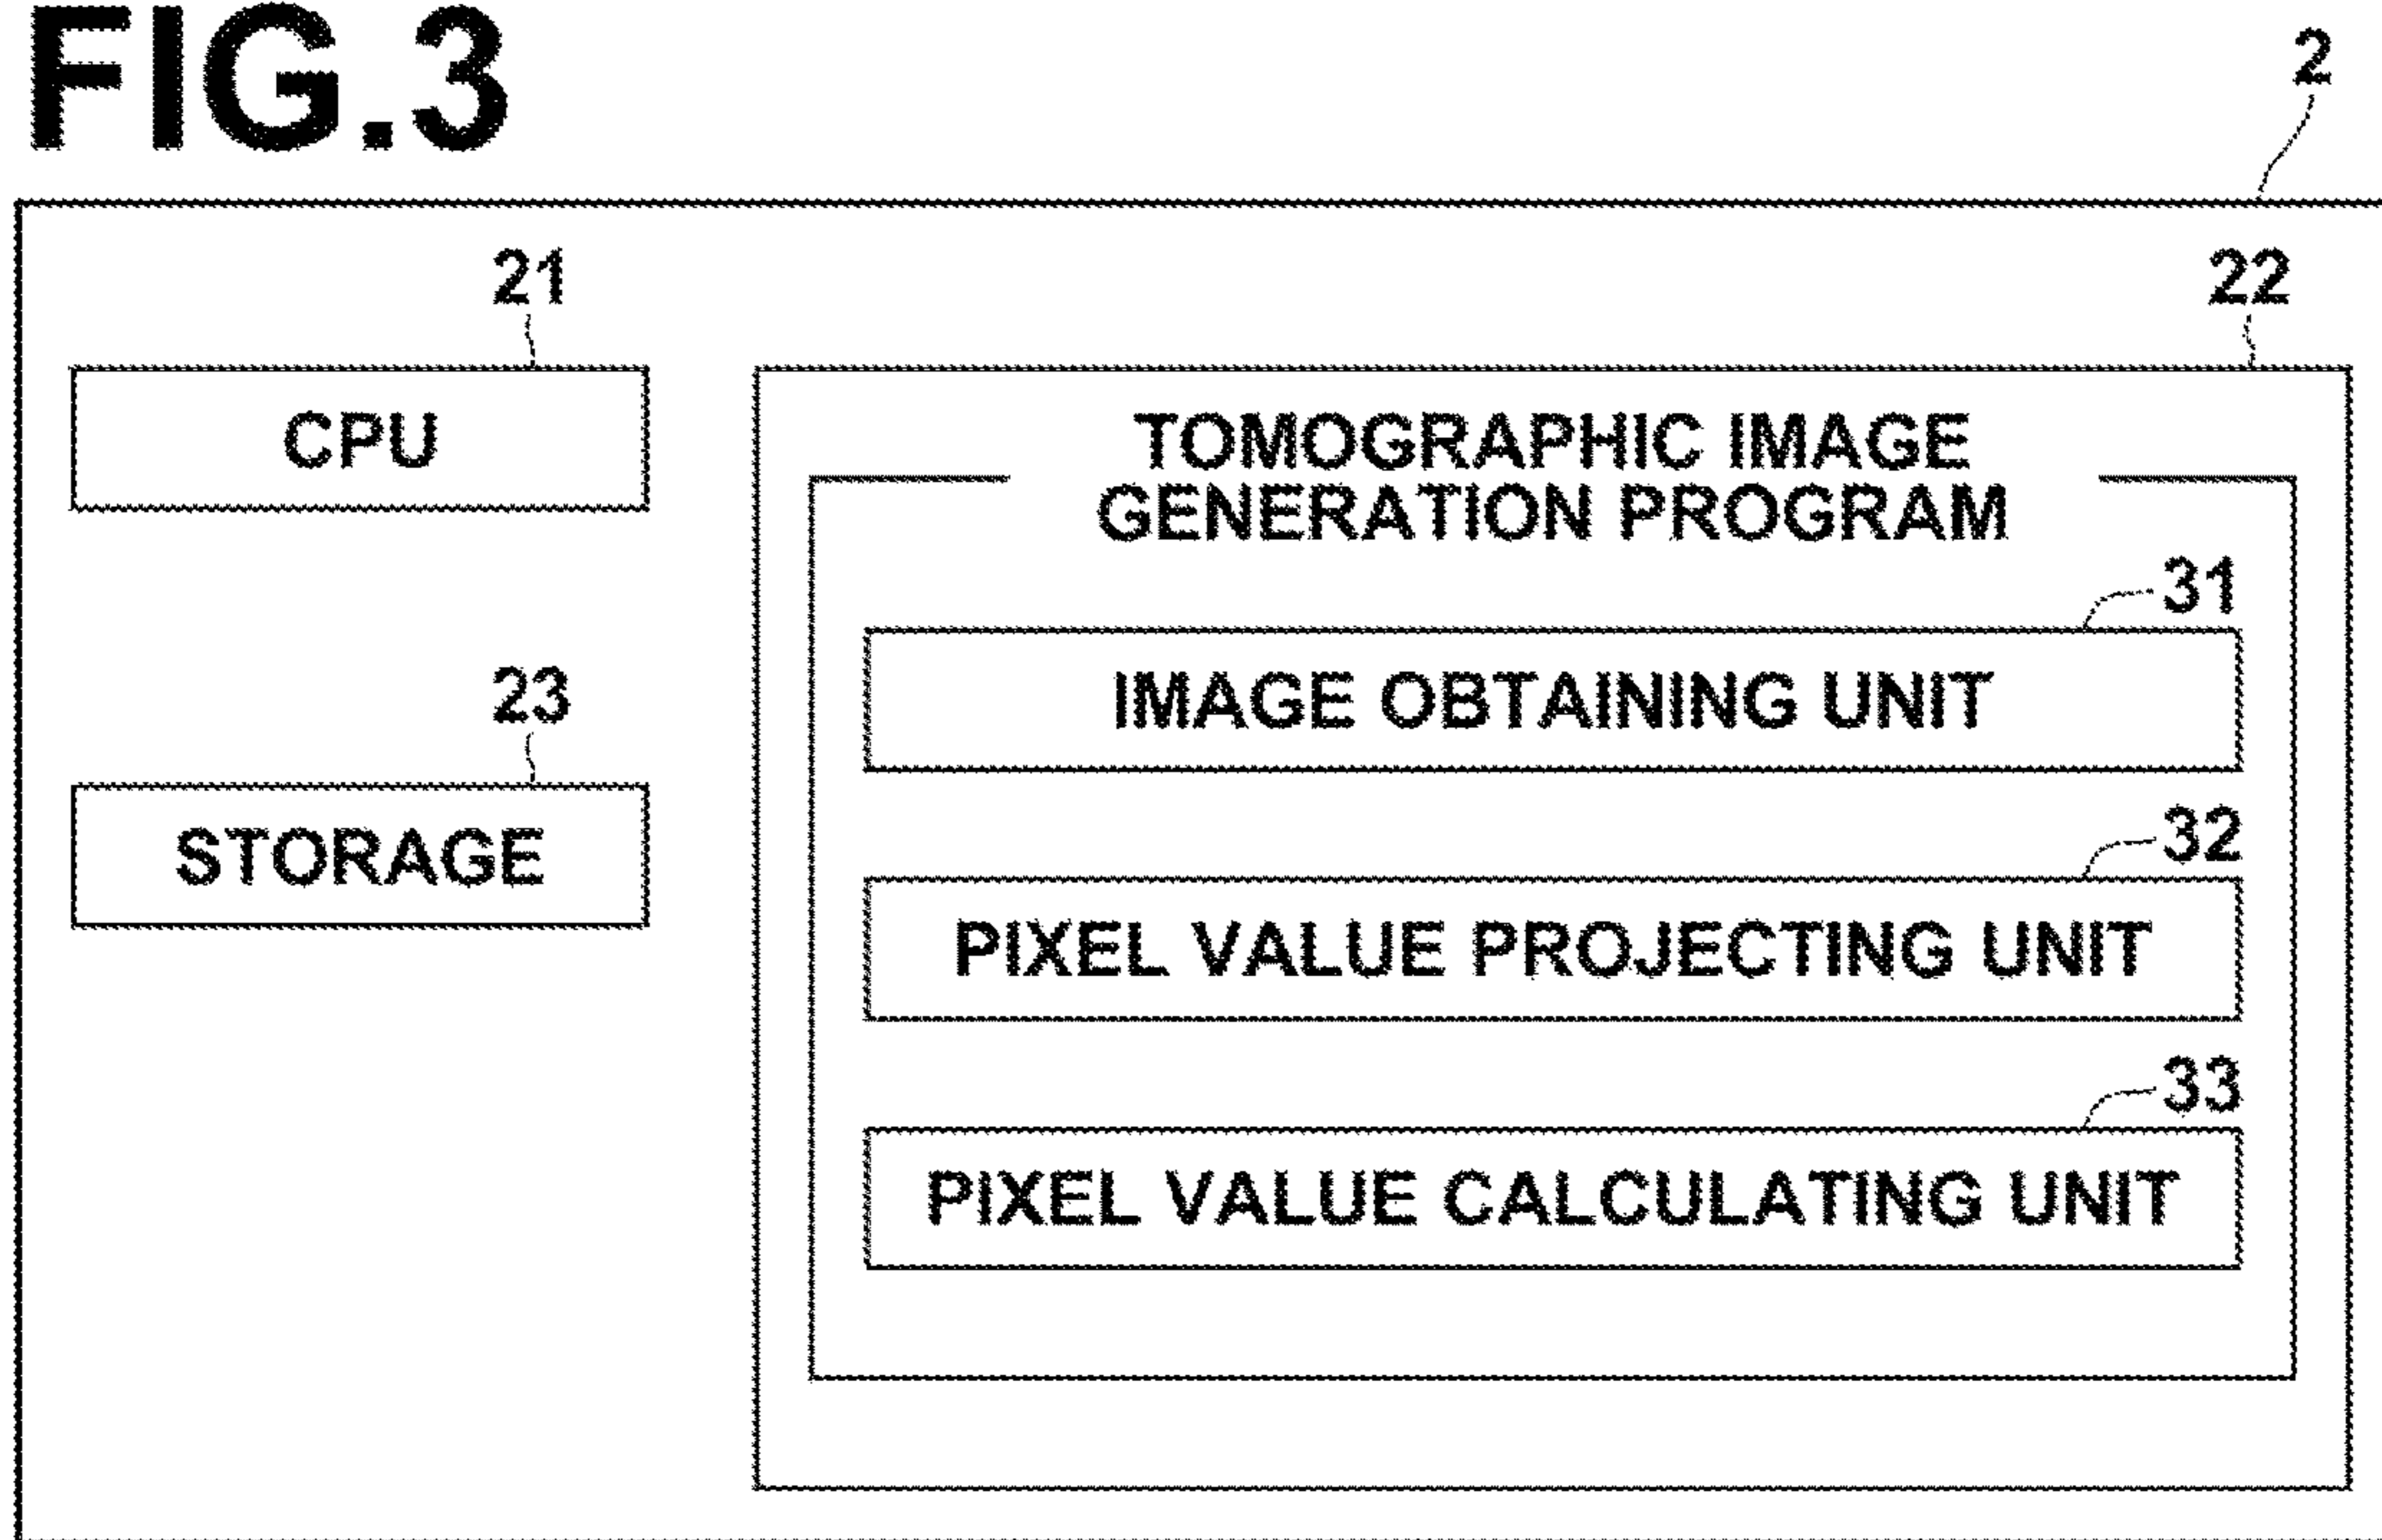 FIG.3
2
21
22
CPU
TOMOGRAPHIC IMAGE
GENERATION PROGRAM
31
IMAGE OBTAINING UNIT
23
STORAGE
32
PIXEL VALUE PROJECTING UNIT
33
PIXEL VALUE CALCULATING UNIT